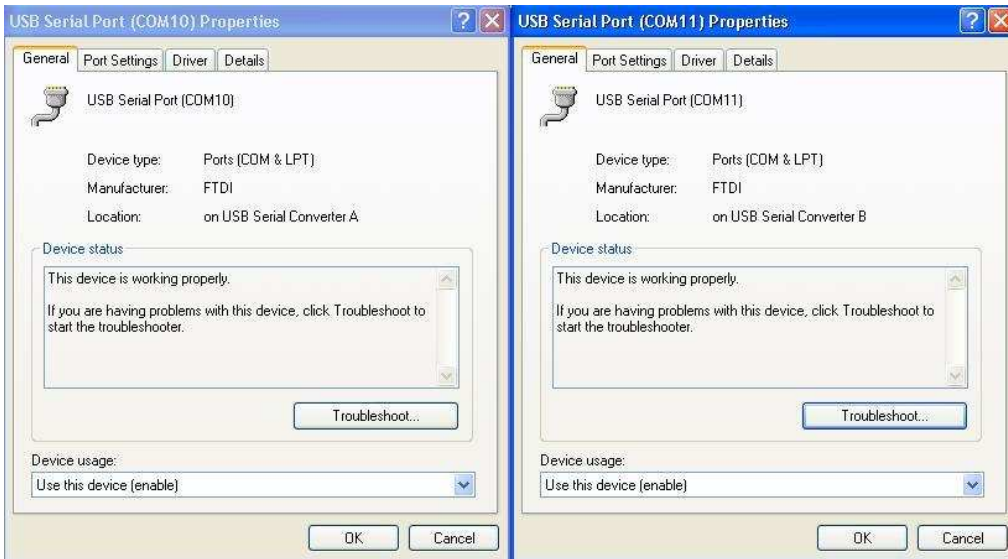 USB Serial Port (COM10) Properties
General Port Settings Driver Details
USB Serial Port (COM10)
Device type: Ports (COM & LPT)
Manufacturer: FTDI
Location: on USB Serial Converter A
Device status
This device is working properly.
If you are having problems with this device, click Troubleshoot to
start the troubleshooter.
Troubleshoot...
Device usage:
Use this device (enable)
OK Cancel
USB Serial Port (COM11) Properties
General Port Settings Driver Details
USB Serial Port (COM11)
Device type: Ports (COM & LPT)
Manufacturer: FTDI
Location: on USB Serial Converter B
Device status
This device is working properly.
If you are having problems with this device, click Troubleshoot to
start the troubleshooter.
Troubleshoot...
Device usage:
Use this device (enable)
OK Cancel